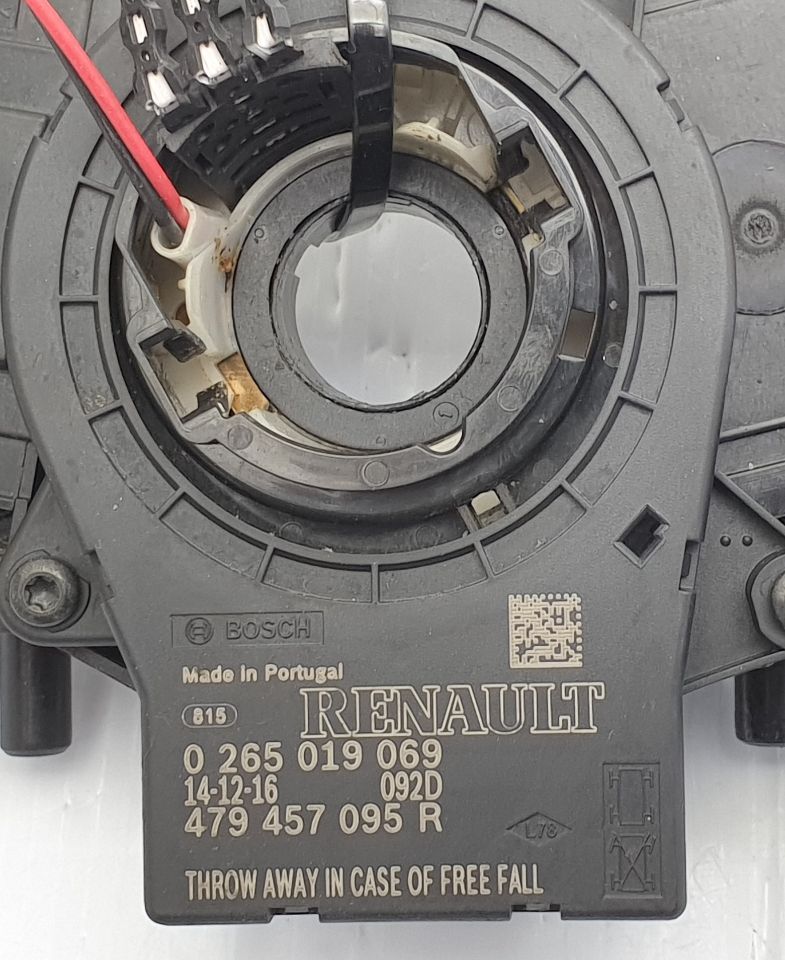 BOSCH
Made in Portugal
815
RENAULT
0 265 019 069
14-12-16 092D
479 457 095 R
L78
THROW AWAY IN CASE OF FREE FALL